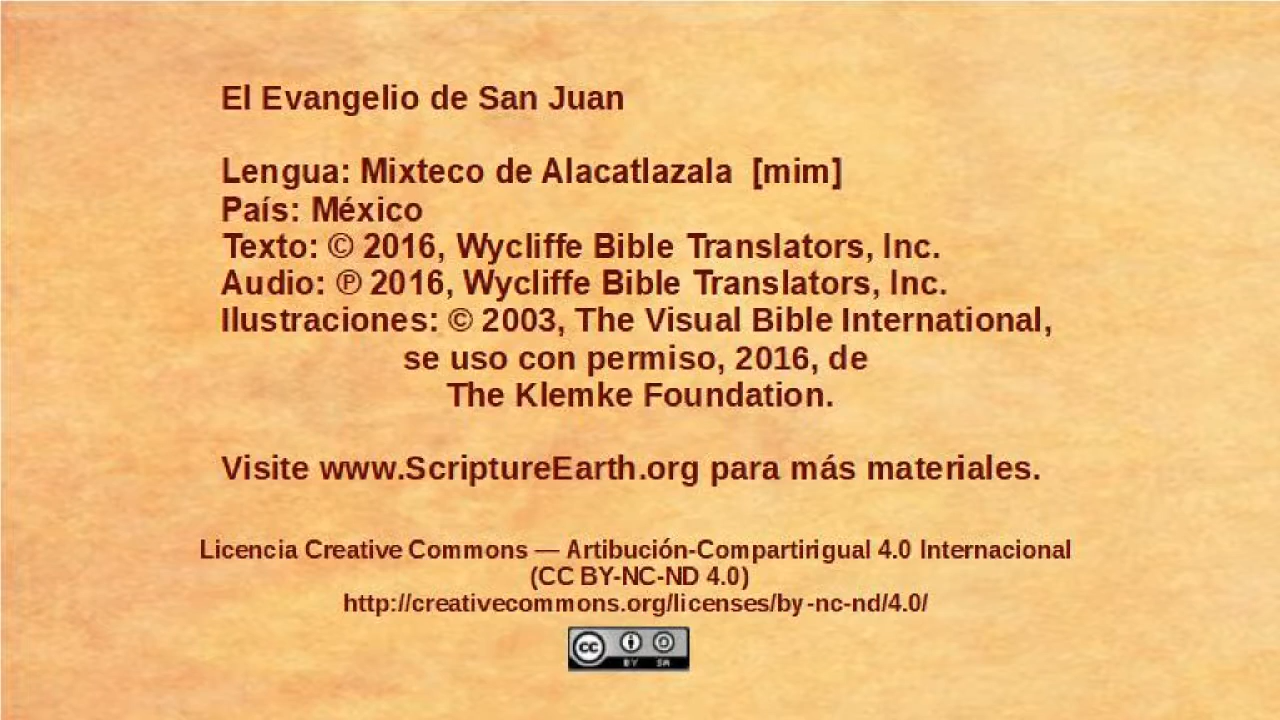 El Evangelio de San Juan
Lengua: Mixteco de Alacatlazala [mim]
País: México
Texto: © 2016, Wycliffe Bible Translators, Inc.
Audio: ℗ 2016, Wycliffe Bible Translators, Inc.
Ilustraciones: © 2003, The Visual Bible International,
se uso con permiso, 2016, de
The Klemke Foundation.
Visite www.ScriptureEarth.org para más materiales.
Licencia Creative Commons — Artibución-Compartirigual 4.0 Internacional
(CC BY-NC-ND 4.0)
http://creativecommons.org/licenses/by-nc-nd/4.0/
cc BY SA